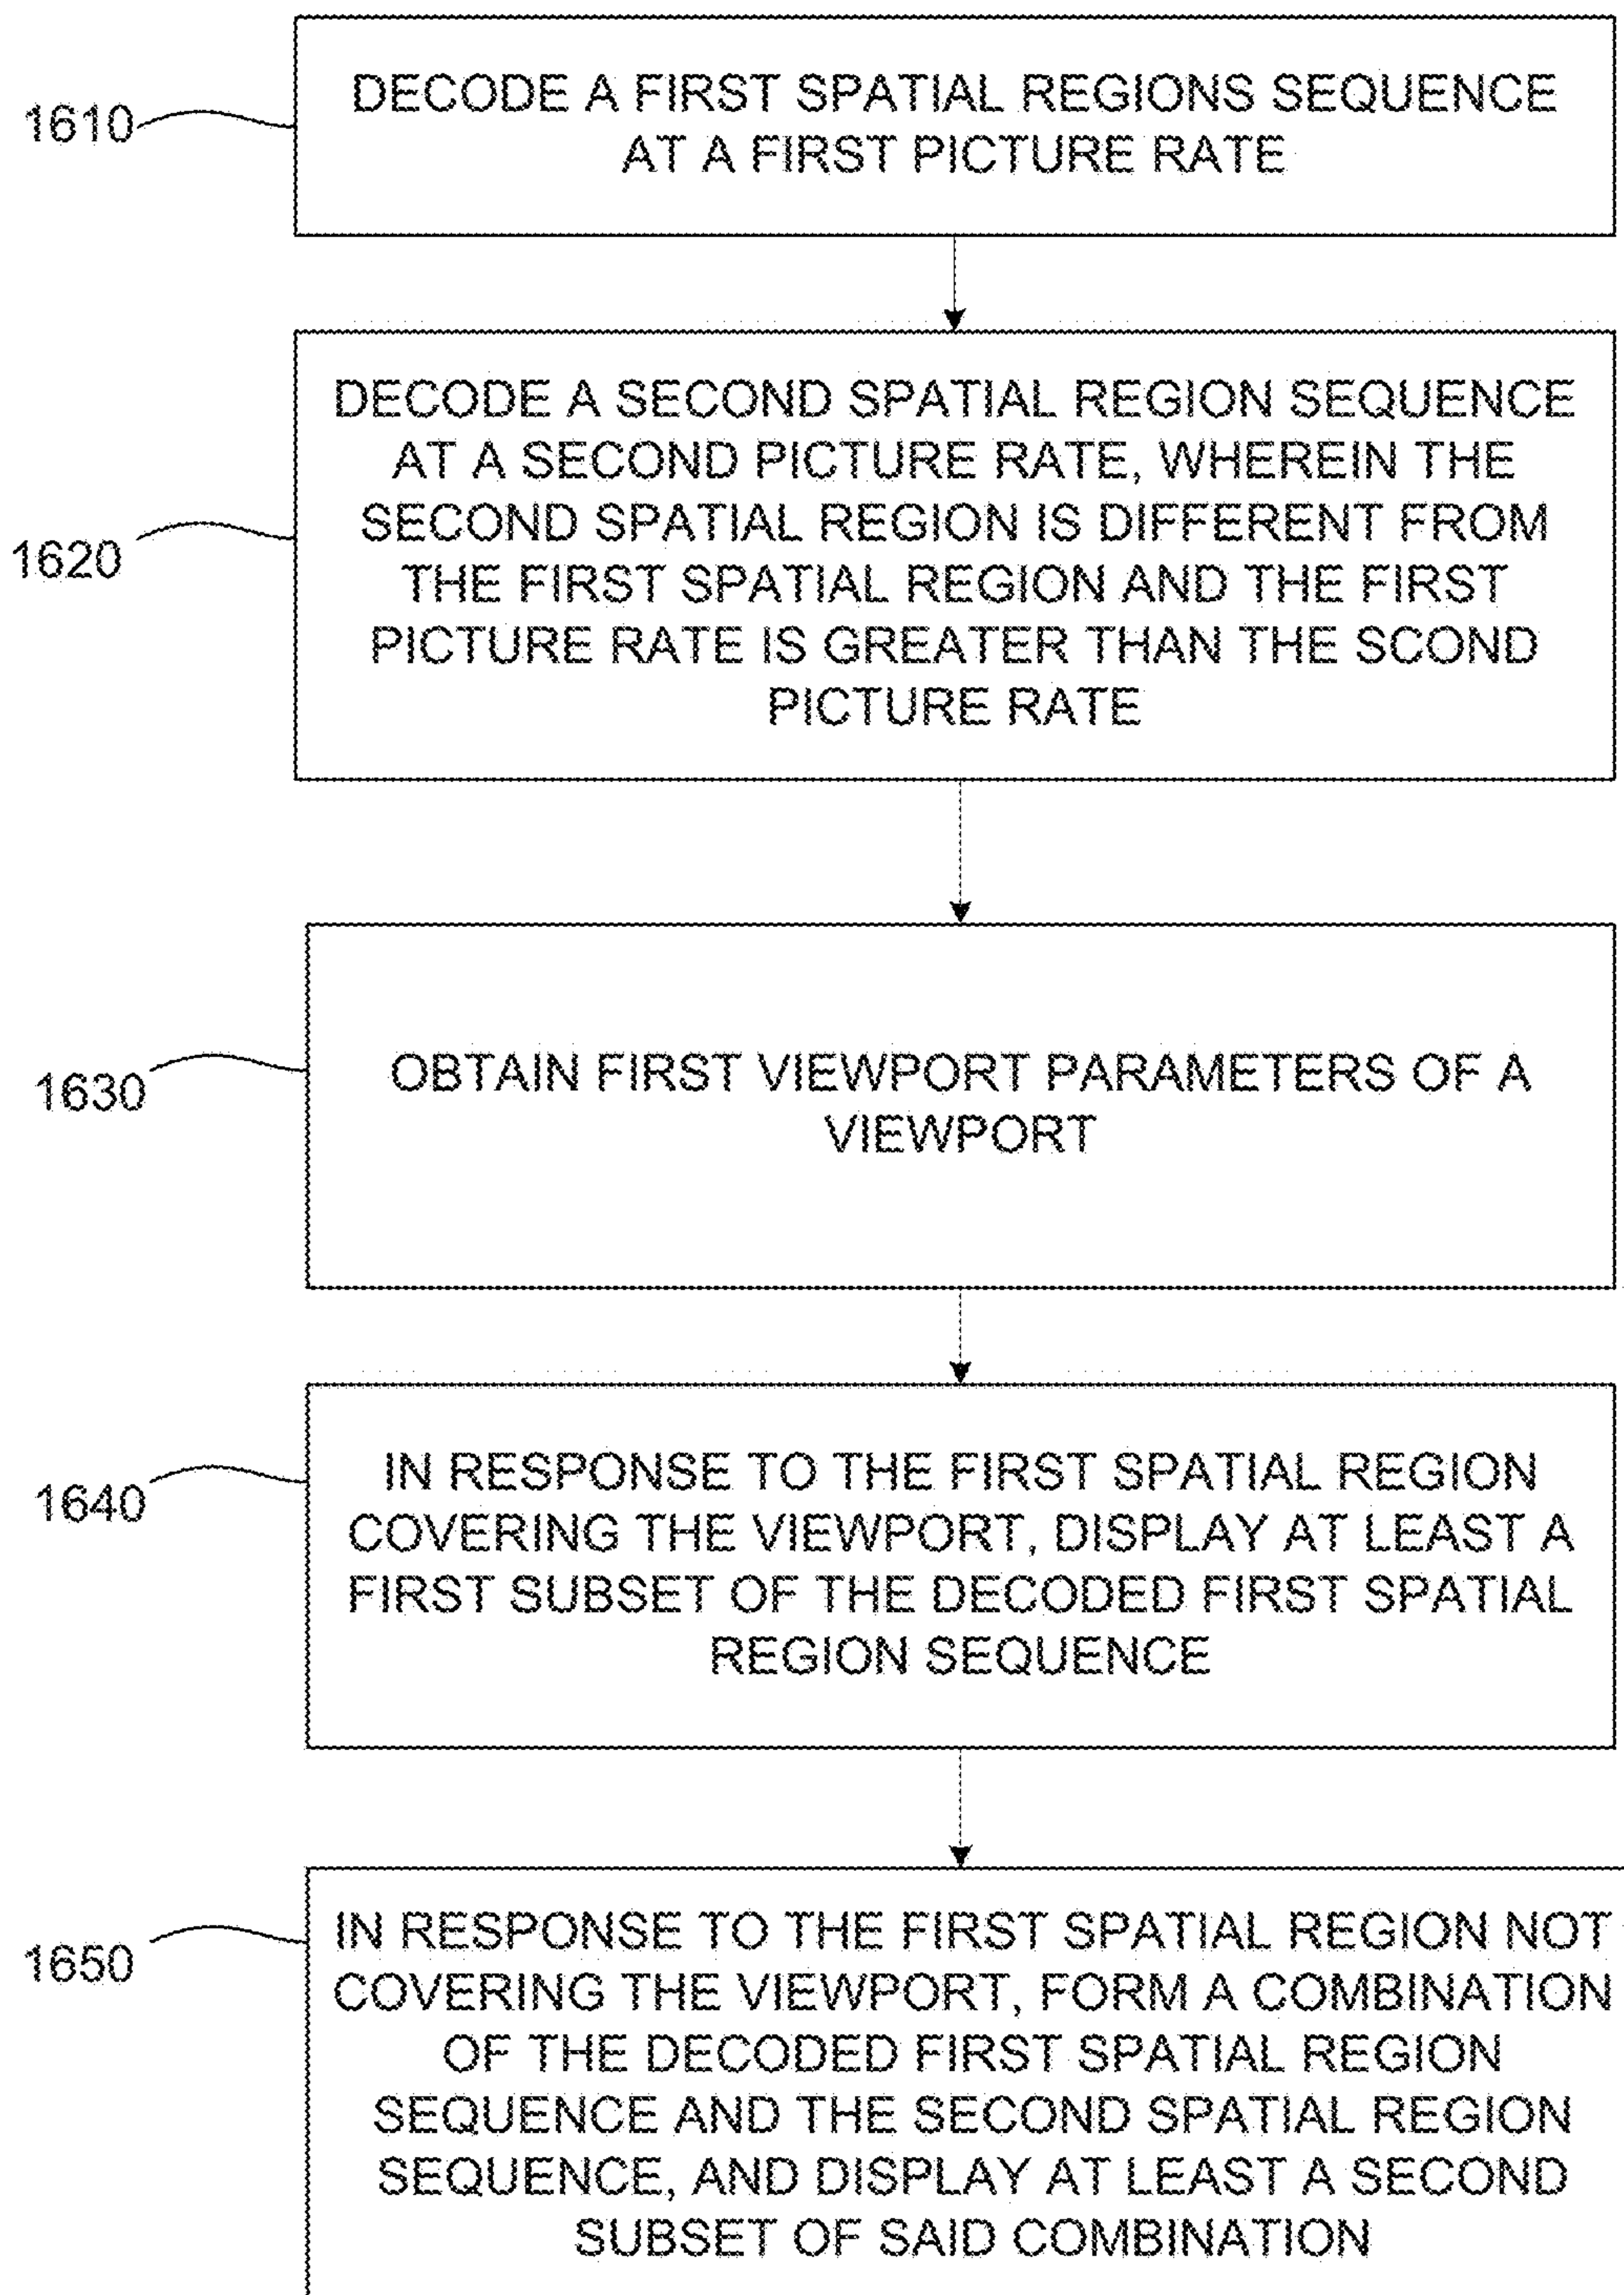 1610
DECODE A FIRST SPATIAL REGIONS SEQUENCE
AT A FIRST PICTURE RATE
1620
DECODE A SECOND SPATIAL REGION SEQUENCE
AT A SECOND PICTURE RATE, WHEREIN THE
SECOND SPATIAL REGION IS DIFFERENT FROM
THE FIRST SPATIAL REGION AND THE FIRST
PICTURE RATE IS GREATER THAN THE SCOND
PICTURE RATE
1630
OBTAIN FIRST VIEWPORT PARAMETERS OF A
VIEWPORT
1640
IN RESPONSE TO THE FIRST SPATIAL REGION
COVERING THE VIEWPORT, DISPLAY AT LEAST A
FIRST SUBSET OF THE DECODED FIRST SPATIAL
REGION SEQUENCE
1650
IN RESPONSE TO THE FIRST SPATIAL REGION NOT
COVERING THE VIEWPORT, FORM A COMBINATION
OF THE DECODED FIRST SPATIAL REGION
SEQUENCE AND THE SECOND SPATIAL REGION
SEQUENCE, AND DISPLAY AT LEAST A SECOND
SUBSET OF SAID COMBINATION